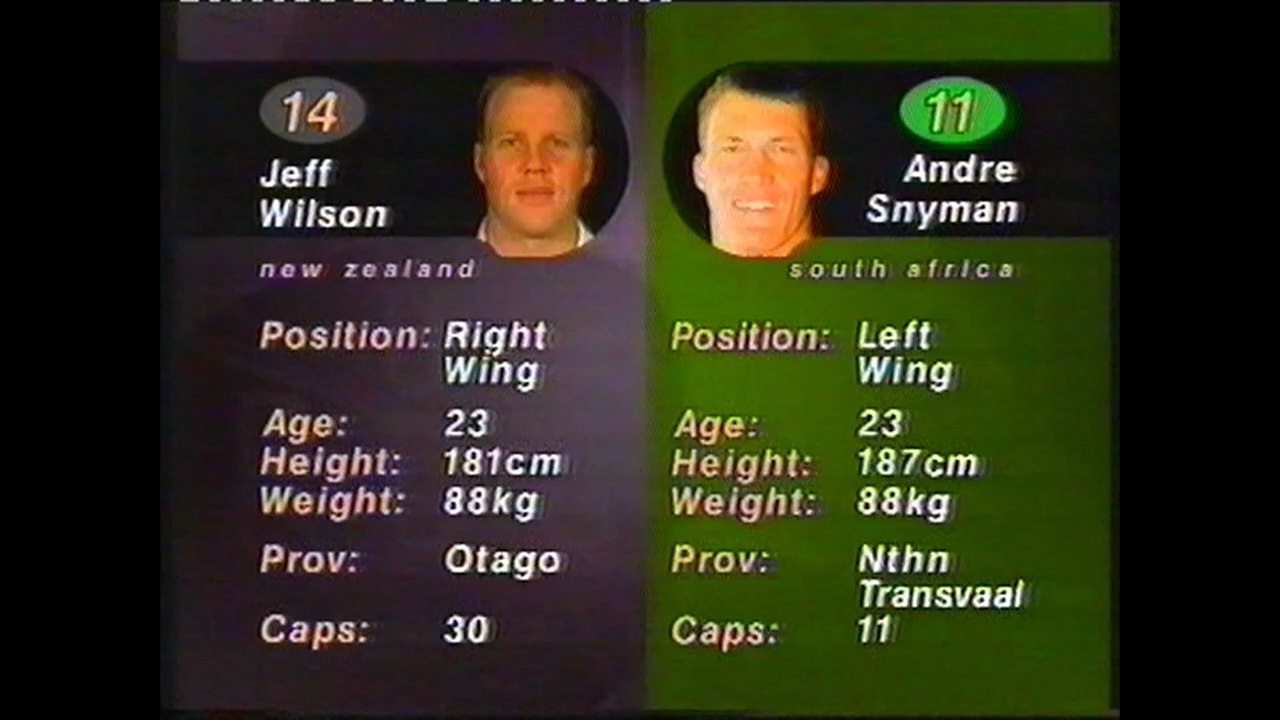 14
Jeff
Wilson
new zealand
Position: Right
Wing
Age: 23
Height: 181cm
Weight: 88kg
Prov: Otago
Caps: 30
11
Andre
Snyman
south africa
Position: Left
Wing
Age: 23
Height: 187cm
Weight: 88kg
Prov: Nthn
Transvaal
Caps: 11